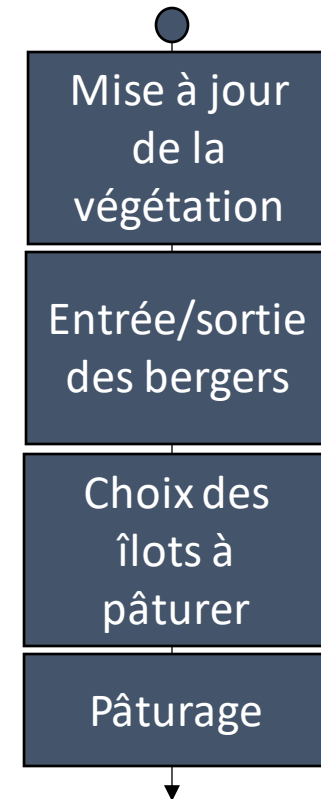 Mise à jour
de la
végétation
Entrée/sortie
des bergers
Choix des
îlots à
pâturer
Pâturage